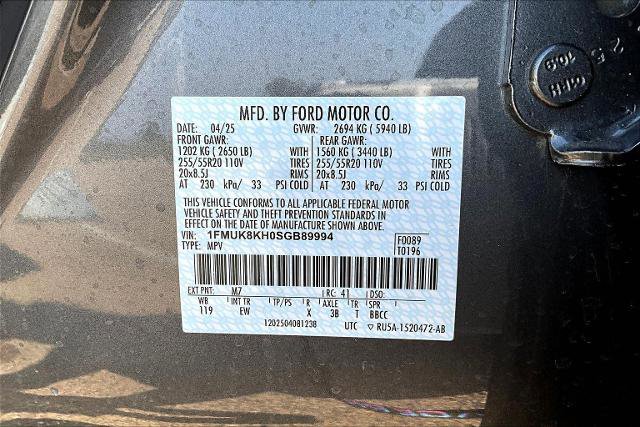 MFD. BY FORD MOTOR CO.
DATE: 04/25 GVWR: 2694 KG ( 5940 LB)
FRONT GAWR: REAR GAWR:
1202 KG ( 2650 LB) WITH 1560 KG ( 3440 LB) WITH
255/55R20 110V TIRES 255/55R20 110V TIRES
20x8.5J RIMS 20x8.5J RIMS
AT 230 kPa/ 33 PSI COLD AT 230 kPa/ 33 PSI COLD
THIS VEHICLE CONFORMS TO ALL APPLICABLE FEDERAL MOTOR
VEHICLE SAFETY AND THEFT PREVENTION STANDARDS IN
EFFECT ON THE DATE OF MANUFACTURE SHOWN ABOVE.
VIN: 1FMUK8KH0SGB89994 F0089
TYPE: MPV T0196
EXT PNT: M7 RC: 41 DSO:
WB INT TR TP/PS R AXLE TR SPR
119 EW X 3B T BBCC
1202504081238 UTC RU5A-1520472-AB
10.9